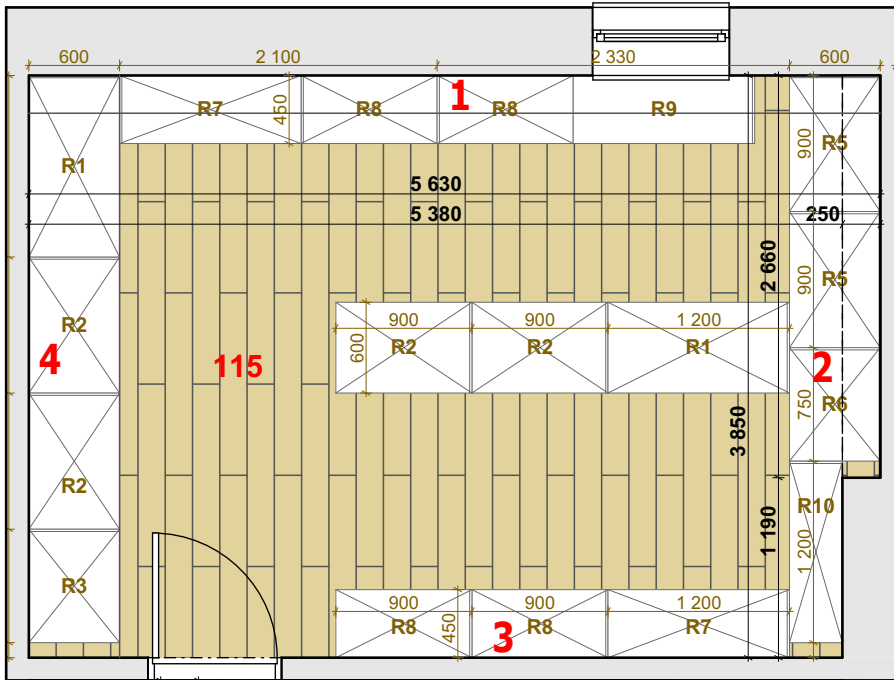 600 2 100 2 330 600
1
R7 450 R8 R8 R9
R1 900 R5
5 630
5 380 250
2 660
900 R5
R2 900 900 1 200
4 115 600 R2 R2 R1 2
750 R6
3 850
R2 R10
1 190 1 200
R3
900 900 1 200
R8 450 R8 R7
3